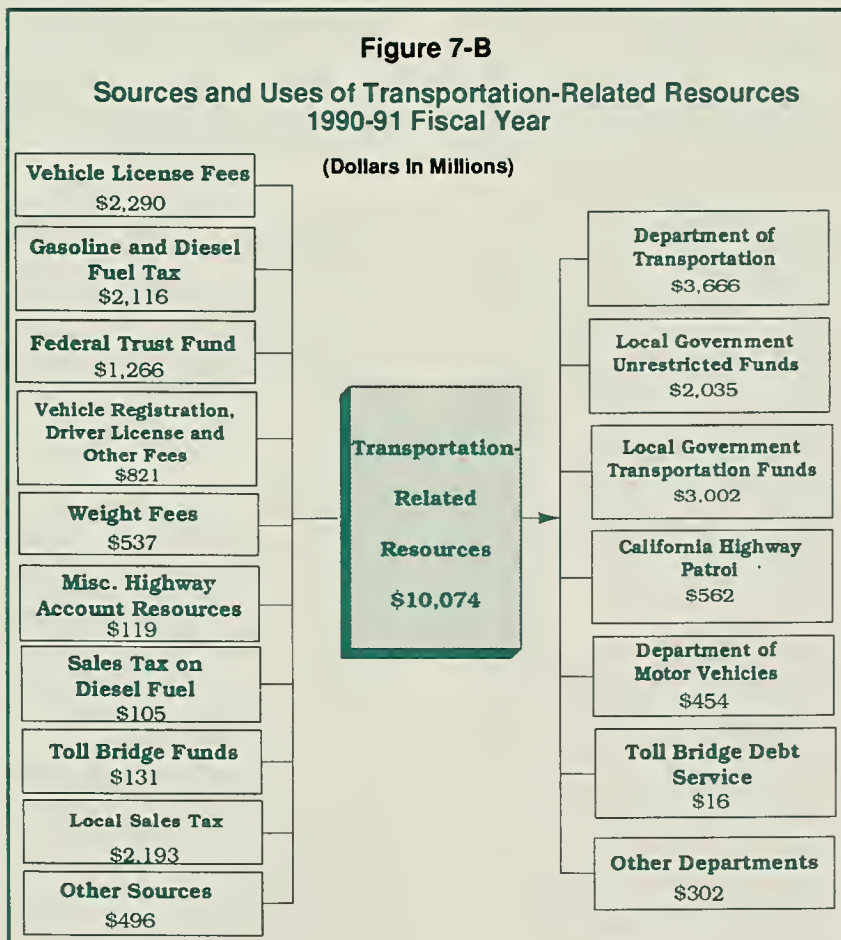 Figure 7-B
Sources and Uses of Transportation-Related Resources
1990-91 Fiscal Year
(Dollars In Millions)
Vehicle License Fees
$2,290
Gasoline and Diesel
Fuel Tax
$2,116
Federal Trust Fund
$1,266
Vehicle Registration,
Driver License and
Other Fees
$821
Weight Fees
$537
Misc. Highway
Account Resources
$119
Sales Tax on
Diesel Fuel
$105
Toll Bridge Funds
$131
Local Sales Tax
$2,193
Other Sources
$496
Transportation-
Related
Resources
$10,074
Department of
Transportation
$3,666
Local Government
Unrestricted Funds
$2,035
Local Government
Transportation Funds
$3,002
California Highway
Patrol
$562
Department of
Motor Vehicles
$454
Toll Bridge Debt
Service
$16
Other Departments
$302